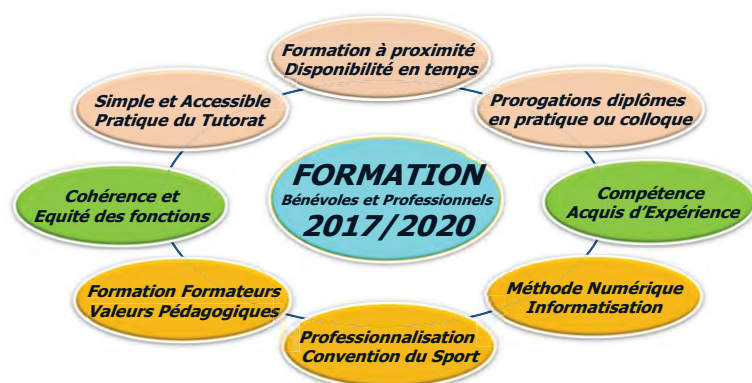 Formation à proximité
Disponibilité en temps
Simple et Accessible
Pratique du Tutorat
Prorogations diplômes
en pratique ou colloque
FORMATION
Bénévoles et Professionnels
2017/2020
Cohérence et
Equité des fonctions
Compétence
Acquis d'Expérience
Formation Formateurs
Valeurs Pédagogiques
Méthode Numérique
Informatisation
Professionnalisation
Convention du Sport